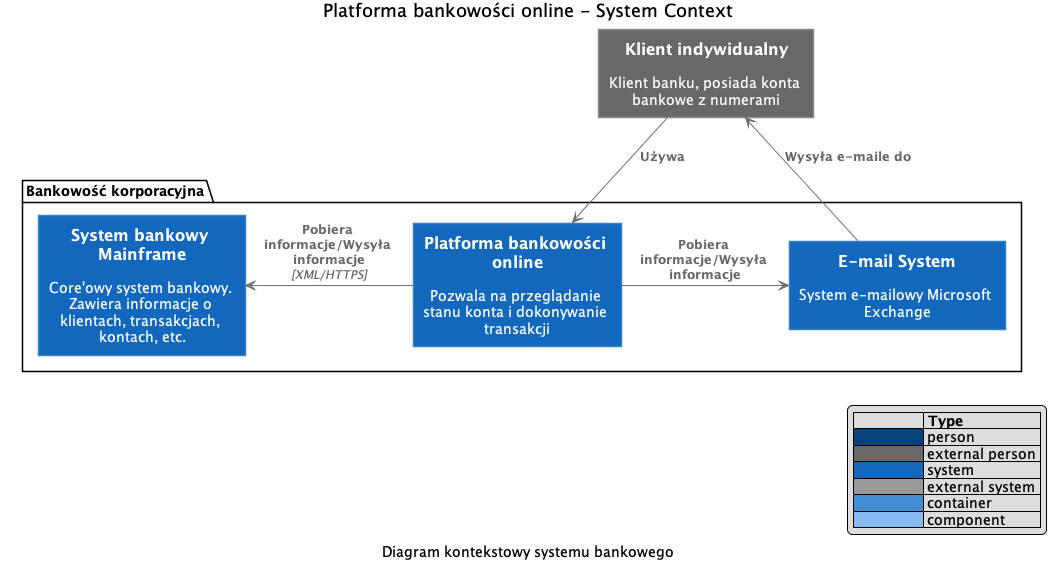 Platforma bankowości online - System Context
Klient indywidualny
Klient banku, posiada konta
bankowe z numerami
Używa
Wysyła e-maile do
Bankowość korporacyjna
System bankowy
Mainframe
Core'owy system bankowy.
Zawiera informacje o
klientach, transakcjach,
kontach, etc.
Pobiera
informacje/Wysyła
informacje
[XML/HTTPS]
Platforma bankowości
online
Pozwala na przeglądanie
stanu konta i dokonywanie
transakcji
Pobiera
informacje/Wysyła
informacje
E-mail System
System e-mailowy Microsoft
Exchange
Type
person
external person
system
external system
container
component
Diagram kontekstowy systemu bankowego